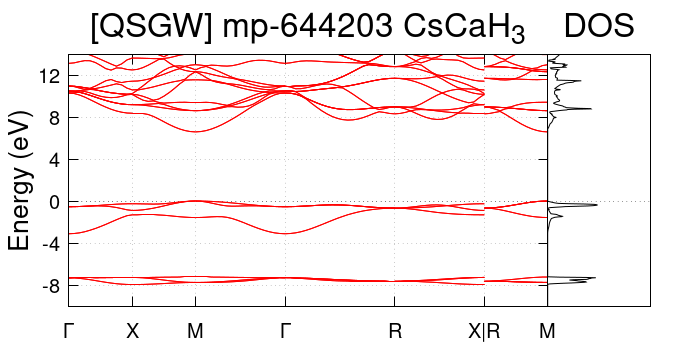 [QSGW] mp-644203 CsCaH₃ DOS
Energy (eV)
12
8
4
0
-4
-8
Γ X M Γ R X|R M